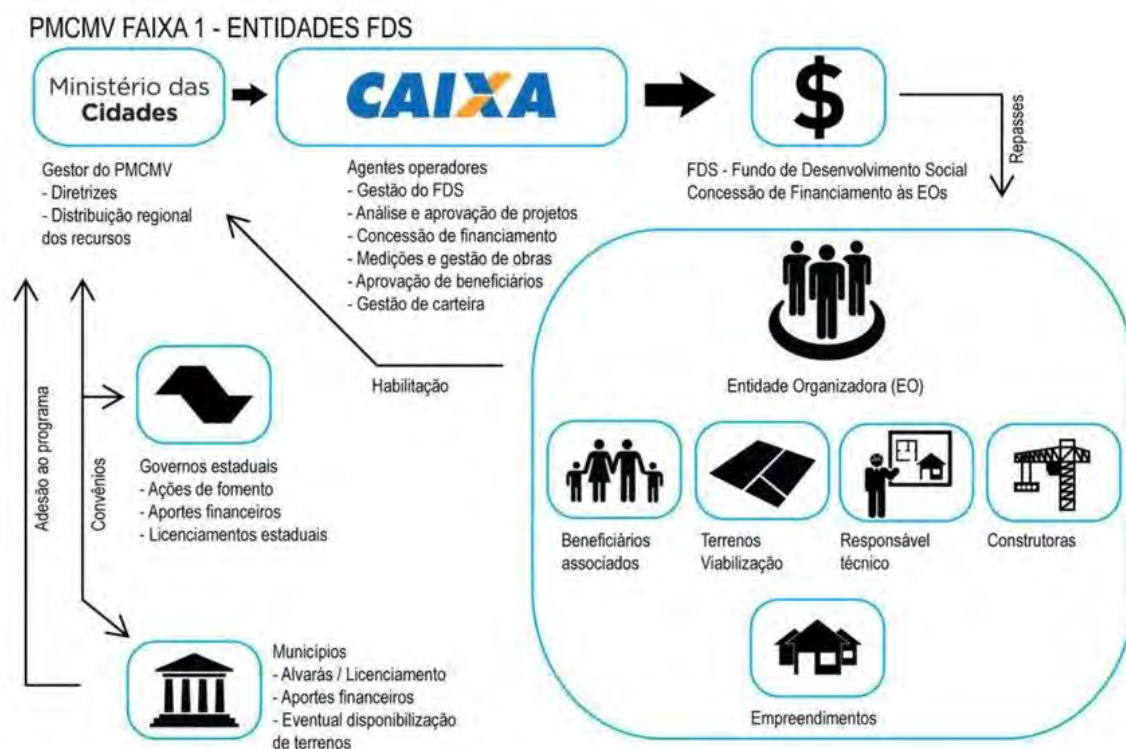 PMCMV FAIXA 1 - ENTIDADES FDS
Ministério das
Cidades
CAIXA
$
Gestor do PMCMV
- Diretrizes
- Distribuição regional
dos recursos
Agentes operadores
- Gestão do FDS
- Análise e aprovação de projetos
- Concessão de financiamento
- Medições e gestão de obras
- Aprovação de beneficiários
- Gestão de carteira
FDS - Fundo de Desenvolvimento Social
Concessão de Financiamento às EOs
Repasses
Habilitação
Adesão ao programa
Convênios
Governos estaduais
- Ações de fomento
- Aportes financeiros
- Licenciamentos estaduais
Municípios
- Alvarás / Licenciamento
- Aportes financeiros
- Eventual disponibilização
de terrenos
Entidade Organizadora (EO)
Beneficiários
associados
Terrenos
Viabilização
Responsável
técnico
Construtoras
Empreendimentos